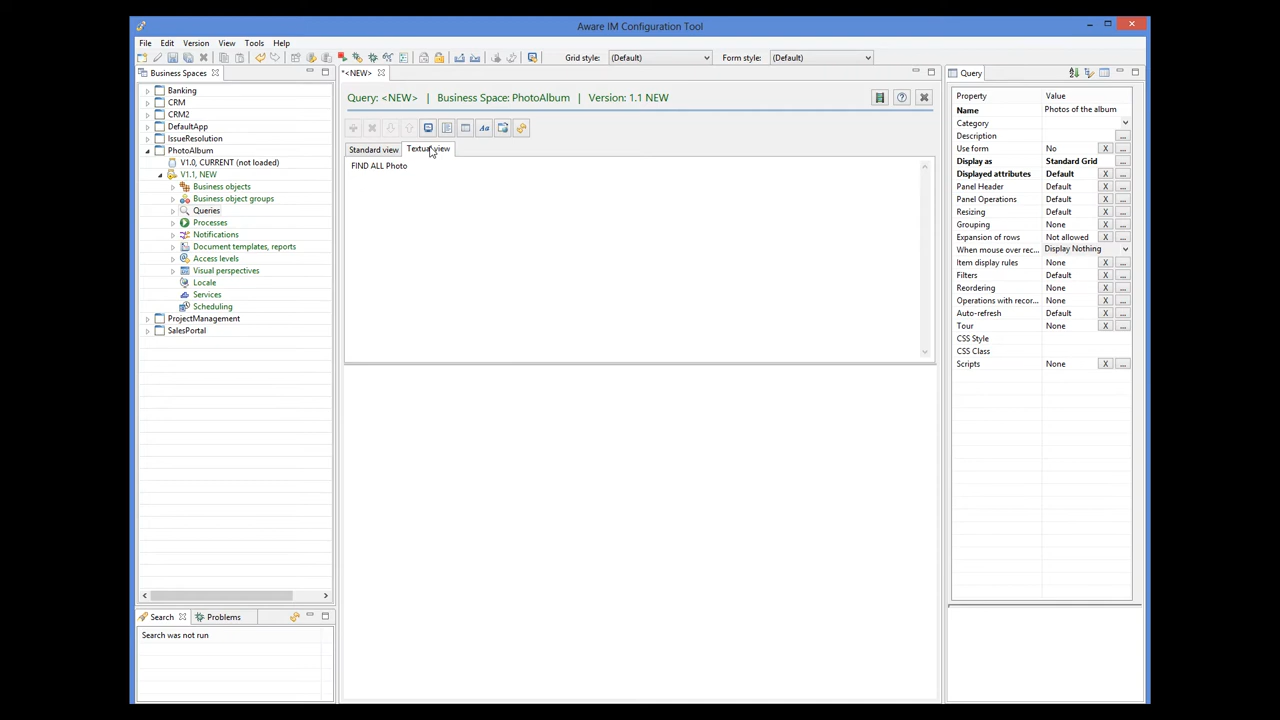 Aware IM Configuration Tool
File Edit Version View Tools Help
Grid style: (Default) Form style: (Default)
Business Spaces
Banking
CRM
CRM2
DefaultApp
IssueResolution
PhotoAlbum
V1.0, CURRENT (not loaded)
V1.1, NEW
Business objects
Business object groups
Queries
Processes
Notifications
Document templates, reports
Access levels
Visual perspectives
Locale
Services
Scheduling
ProjectManagement
SalesPortal
Search Problems
Search was not run
*<NEW>
Query: <NEW> | Business Space: PhotoAlbum | Version: 1.1 NEW
Standard view Textual view
FIND ALL Photo
Query
Property Value
Name Photos of the album
Category
Description ...
Use form No ...
Display as Standard Grid ...
Displayed attributes Default X ...
Panel Header Default X ...
Panel Operations Default X ...
Resizing Default X ...
Grouping None X ...
Expansion of rows Not allowed X ...
When mouse over rec... Display Nothing
Item display rules None X ...
Filters Default X ...
Reordering None X ...
Operations with recor... None X ...
Auto-refresh Default X ...
Tour None X ...
CSS Style
CSS Class
Scripts None X ...